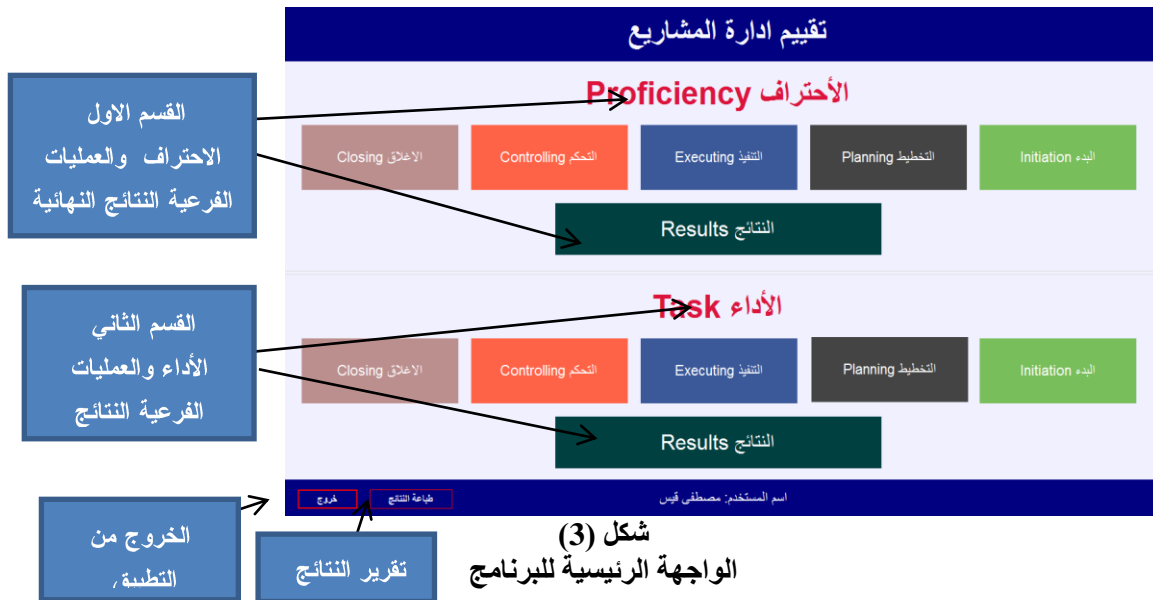 تقييم ادارة المشاريع
الأحتراف Proficiency
القسم الاول
الاحتراف والعمليات
الفرعية النتائج النهائية
البدء Initiation
التخطيط Planning
التنفيذ Executing
التحكم Controlling
الاغلاق Closing
النتائج Results
الأداء Task
القسم الثاني
الأداء والعمليات
الفرعية النتائج
البدء Initiation
التخطيط Planning
التنفيذ Executing
التحكم Controlling
الاغلاق Closing
النتائج Results
اسم المستخدم: مصطفى قيس
طباعة النتائج
خروج
الخروج من
التطبيق
تقرير النتائج
شكل (3)
الواجهة الرئيسية للبرنامج